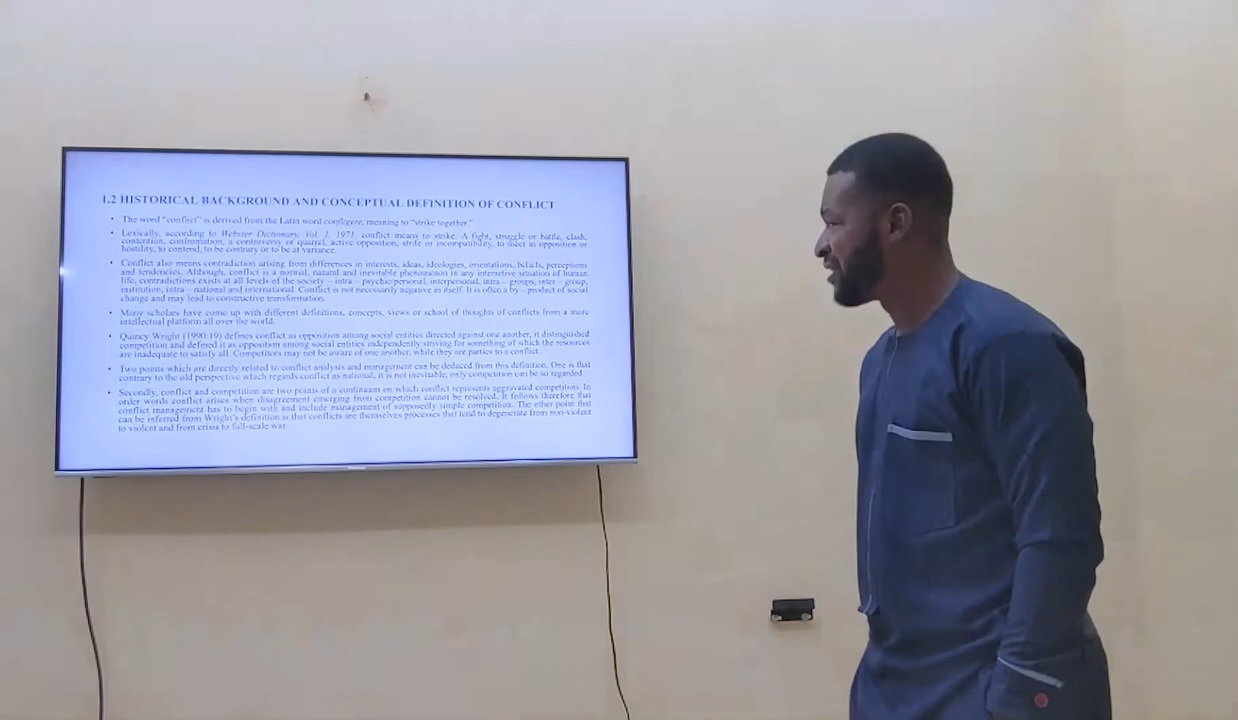 1.2 HISTORICAL BACKGROUND AND CONCEPTUAL DEFINITION OF CONFLICT
• The word “conflict” is derived from the Latin word confligere, meaning to “strike together.”
• Lexically, according to Webster Dictionary, Vol. 1, 1971, conflict means to strike. A fight, struggle or battle, clash,
contention, confrontation, a controversy or quarrel, active opposition, strife or incompatibility, to meet in opposition or
hostility, to contend, to be contrary or to be at variance.
• Conflict also means contradiction arising from differences in interests, ideas, ideologies, orientations, beliefs, perceptions
and tendencies. Although, conflict is a normal, natural and inevitable phenomenon in any interactive situation of human
life, contradictions exists at all levels of the society – intra – psychic/personal, interpersonal, intra – groups, inter – group,
institution, intra – national and international. Conflict is not necessarily negative in itself. It is often a by – product of social
change and may lead to constructive transformation.
• Many scholars have come up with different definitions, concepts, views or school of thoughts of conflicts from a more
intellectual platform all over the world.
• Quincy Wright (1990:19) defines conflict as opposition among social entities directed against one another, it distinguished
competition and defined it as opposition among social entities independently striving for something of which the resources
are inadequate to satisfy all. Competitors may not be aware of one another, while they are parties to a conflict.
• Two points which are directly related to conflict analysis and management can be deduced from this definition. One is that
contrary to the old perspective which regards conflict as national, it is not inevitable, only competition can be so regarded.
• Secondly, conflict and competition are two points of a continuum on which conflict represents aggravated competition. In
order words conflict arises when disagreement emerging from competition cannot be resolved. It follows therefore that
conflict management has to begin with and include management of supposedly simple competition. The other point that
can be inferred from Wright’s definition is that conflicts are themselves processes that tend to degenerate from non-violent
to violent and from crisis to full-scale war.